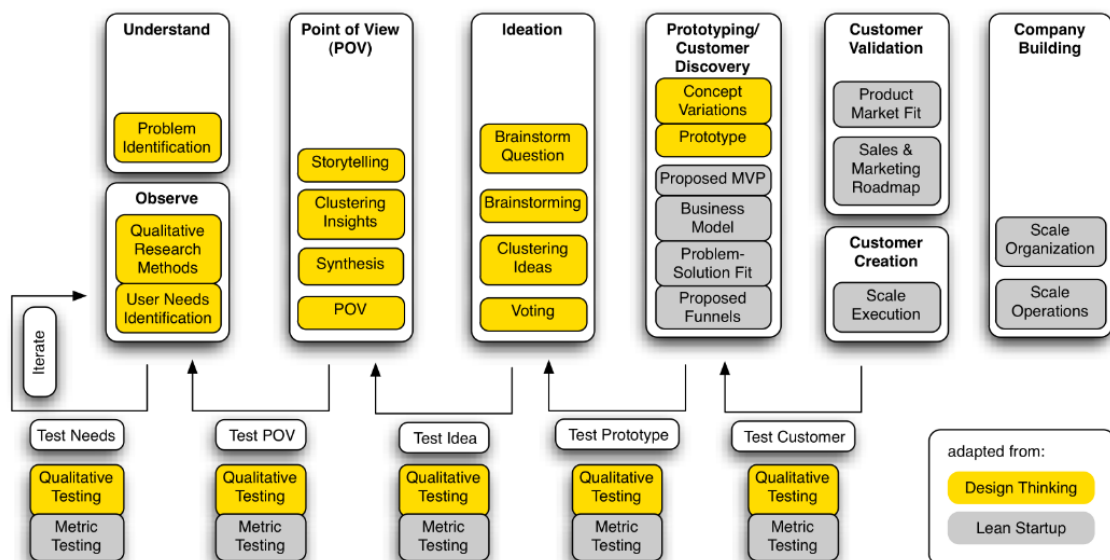 Understand
Problem
Identification
Observe
Qualitative
Research
Methods
User Needs
Identification
Point of View
(POV)
Storytelling
Clustering
Insights
Synthesis
POV
Ideation
Brainstorm
Question
Brainstorming
Clustering
Ideas
Voting
Prototyping/
Customer
Discovery
Concept
Variations
Prototype
Proposed MVP
Business
Model
Problem-
Solution Fit
Proposed
Funnels
Customer
Validation
Product
Market Fit
Sales &
Marketing
Roadmap
Customer
Creation
Scale
Execution
Company
Building
Scale
Organization
Scale
Operations
Iterate
Test Needs
Qualitative
Testing
Metric
Testing
Test POV
Qualitative
Testing
Metric
Testing
Test Idea
Qualitative
Testing
Metric
Testing
Test Prototype
Qualitative
Testing
Metric
Testing
Test Customer
Qualitative
Testing
Metric
Testing
adapted from:
Design Thinking
Lean Startup